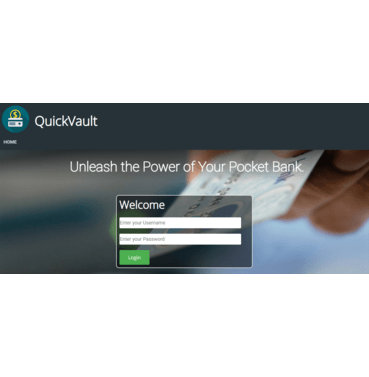 QuickVault
HOME
Unleash the Power of Your Pocket Bank.
Welcome
Enter your Username
Enter your Password
Login